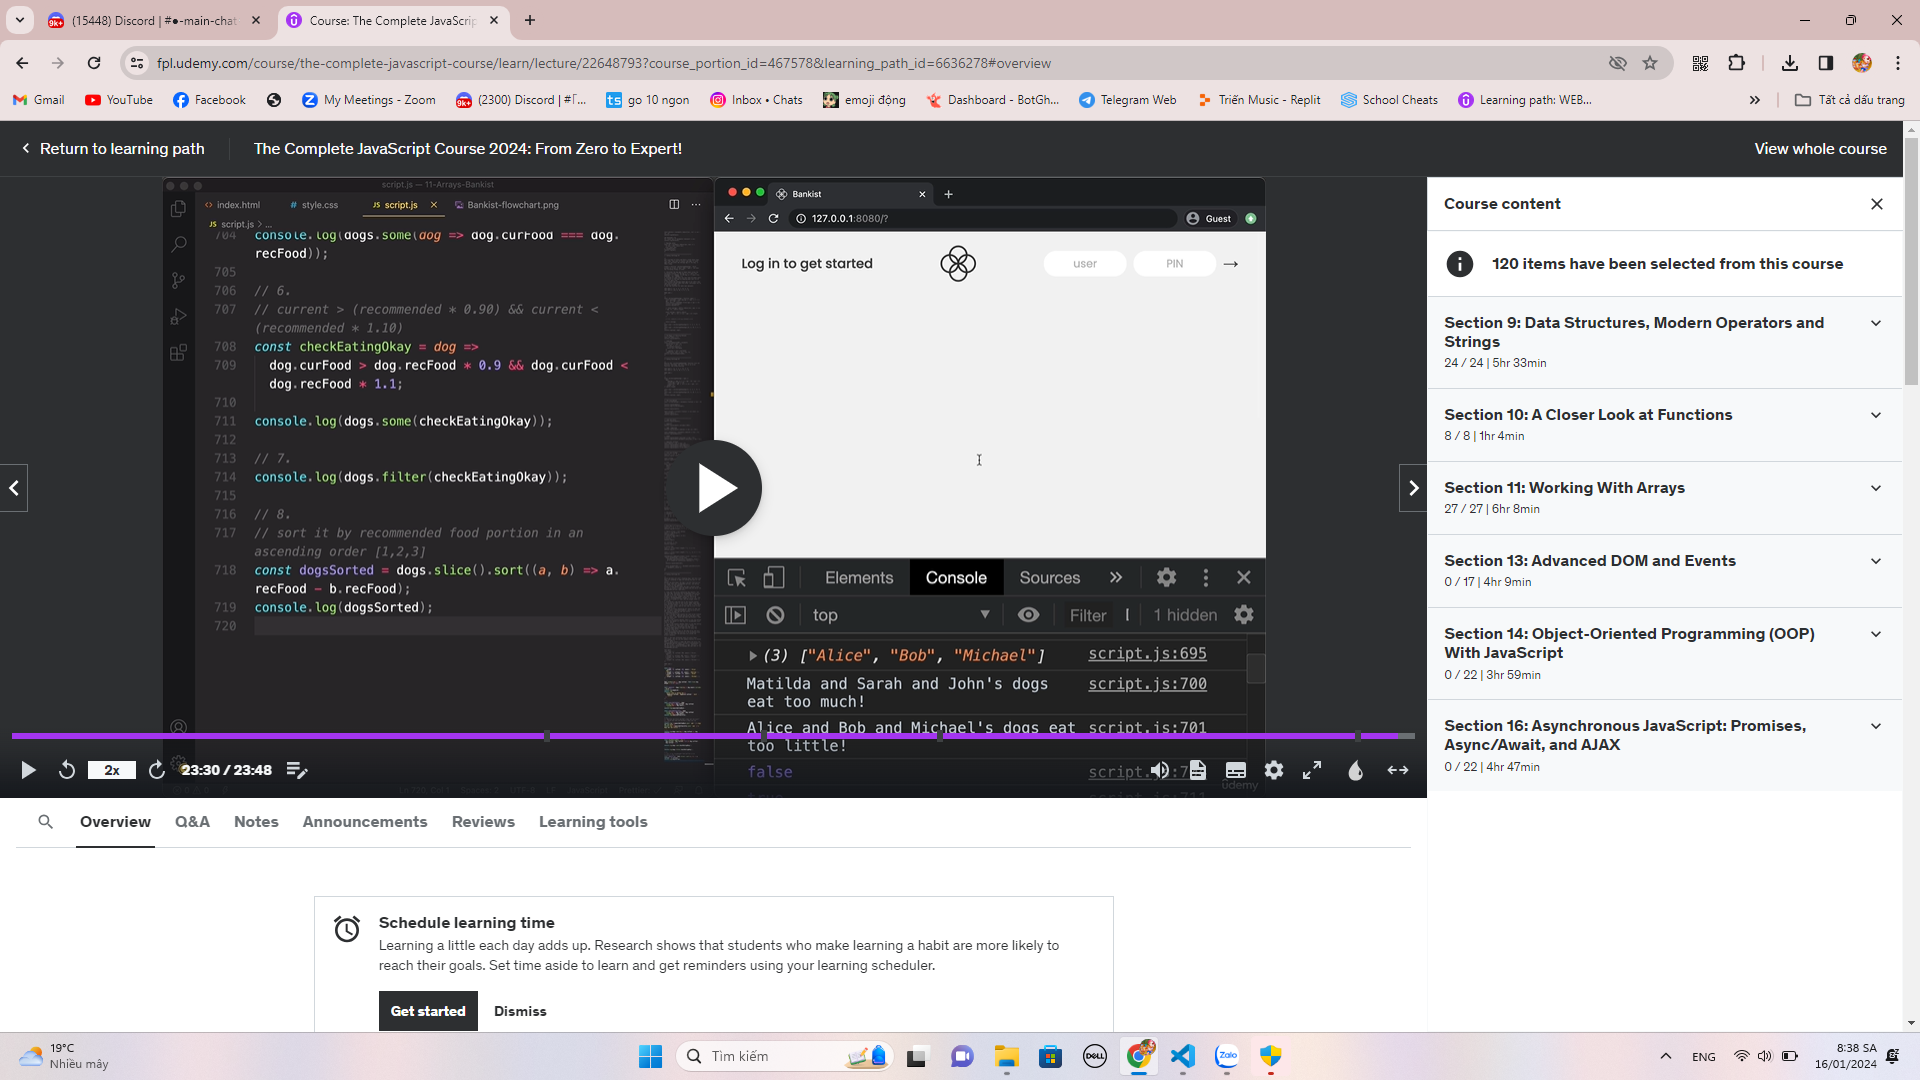 (15448) Discord | #●-main-chat
Course: The Complete JavaScrip
fpl.udemy.com/course/the-complete-javascript-course/learn/lecture/22648793?course_portion_id=467578&learning_path_id=6636278#overview
Gmail
YouTube
Facebook
My Meetings - Zoom
(2300) Discord | #Γ...
go 10 ngon
Inbox • Chats
emoji động
Dashboard - BotGh...
Telegram Web
Triển Music - Replit
School Cheats
Learning path: WEB...
Tất cả dấu trang
Return to learning path
The Complete JavaScript Course 2024: From Zero to Expert!
View whole course
script.js — 11-Arrays-Bankist
index.html
style.css
JS script.js
Bankist-flowchart.png
JS script.js > ...
704 console.log(dogs.some(dog => dog.curFood === dog.
recFood));
705
706 // 6.
707 // current > (recommended * 0.90) && current <
(recommended * 1.10)
708 const checkEatingOkay = dog =>
709 dog.curFood > dog.recFood * 0.9 && dog.curFood <
dog.recFood * 1.1;
710
711 console.log(dogs.some(checkEatingOkay));
712
713 // 7.
714 console.log(dogs.filter(checkEatingOkay));
715
716 // 8.
717 // sort it by recommended food portion in an
ascending order [1,2,3]
718 const dogsSorted = dogs.slice().sort((a, b) => a.
recFood - b.recFood);
719 console.log(dogsSorted);
720
Bankist
127.0.0.1:8080/?
Guest
Log in to get started
user
PIN
Elements
Console
Sources
top
Filter
1 hidden
(3) ["Alice", "Bob", "Michael"] script.js:695
Matilda and Sarah and John's dogs script.js:700
eat too much!
Alice and Bob and Michael's dogs eat script.js:701
too little!
false
2x
23:30 / 23:48
udemy
Course content
120 items have been selected from this course
Section 9: Data Structures, Modern Operators and
Strings
24 / 24 | 5hr 33min
Section 10: A Closer Look at Functions
8 / 8 | 1hr 4min
Section 11: Working With Arrays
27 / 27 | 6hr 8min
Section 13: Advanced DOM and Events
0 / 17 | 4hr 9min
Section 14: Object-Oriented Programming (OOP)
With JavaScript
0 / 22 | 3hr 59min
Section 16: Asynchronous JavaScript: Promises,
Async/Await, and AJAX
0 / 22 | 4hr 47min
Overview
Q&A
Notes
Announcements
Reviews
Learning tools
Schedule learning time
Learning a little each day adds up. Research shows that students who make learning a habit are more likely to
reach their goals. Set time aside to learn and get reminders using your learning scheduler.
Get started
Dismiss
19°C
Nhiều mây
Tìm kiếm
DELL
Zalo
ENG
8:38 SA
16/01/2024